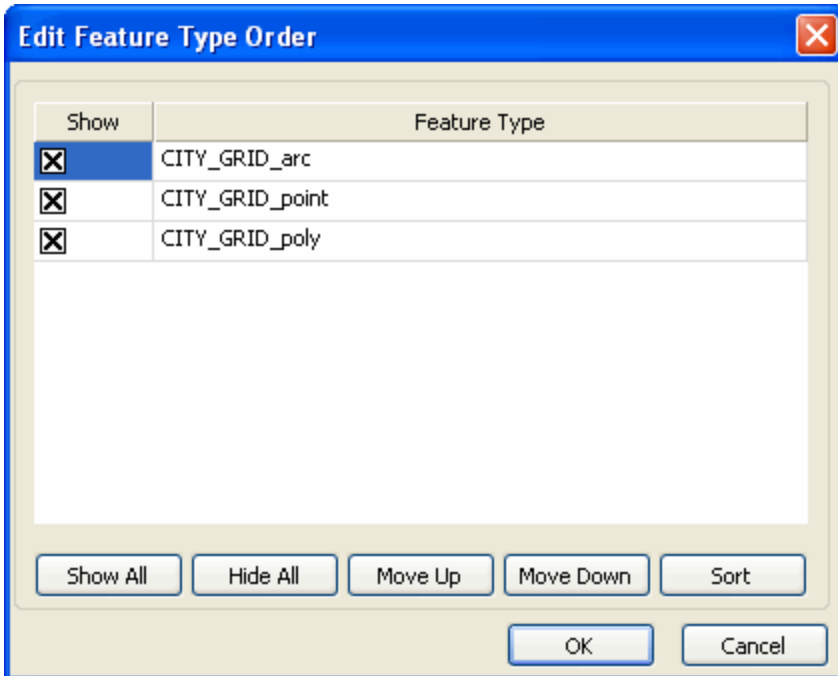 Edit Feature Type Order
Show Feature Type
CITY_GRID_arc
CITY_GRID_point
CITY_GRID_poly
Show All Hide All Move Up Move Down Sort
OK Cancel